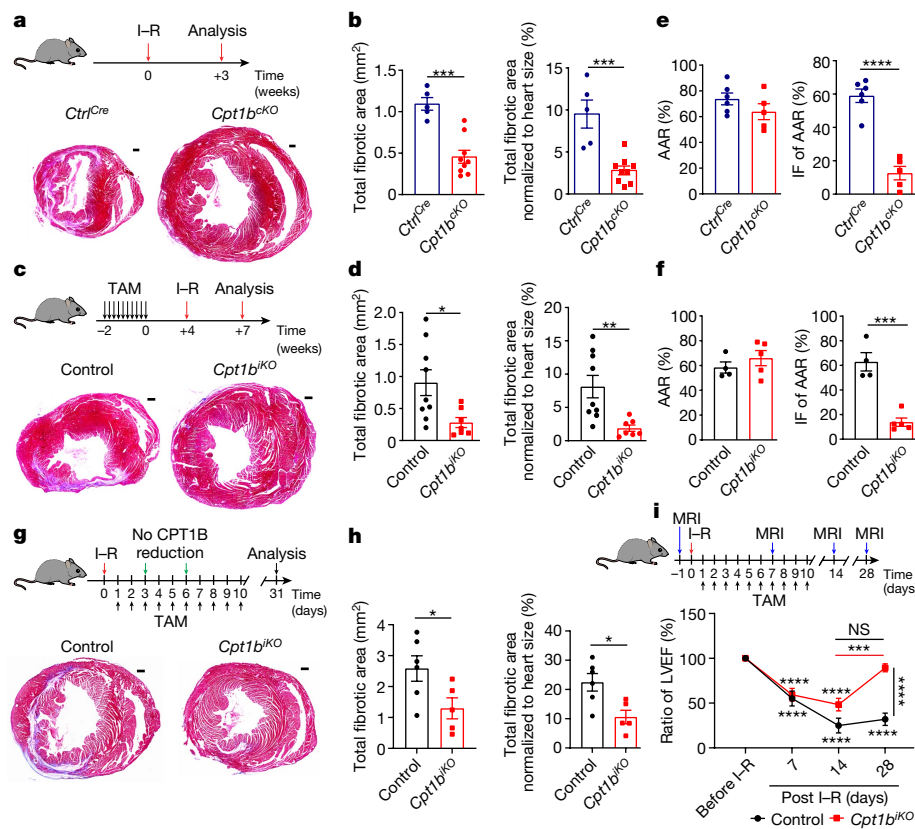 a
I–R
Analysis
0
+3
Time
(weeks)
Ctrl^Cre
Cpt1b^cKO
b
Total fibrotic area (mm²)
1.5
1.0
0.5
0
***
Ctrl^Cre
Cpt1b^cKO
Total fibrotic area
normalized to heart size (%)
15
10
5
0
***
Ctrl^Cre
Cpt1b^cKO
e
AAR (%)
100
80
60
40
20
0
Ctrl^Cre
Cpt1b^cKO
IF of AAR (%)
80
60
40
20
0
****
Ctrl^Cre
Cpt1b^cKO
c
TAM
I–R
Analysis
–2
0
+4
+7
Time
(weeks)
Control
Cpt1b^iKO
d
Total fibrotic area (mm²)
2.0
1.5
1.0
0.5
0
*
Control
Cpt1b^iKO
Total fibrotic area
normalized to heart size (%)
20
15
10
5
0
**
Control
Cpt1b^iKO
f
AAR (%)
100
80
60
40
20
0
Control
Cpt1b^iKO
IF of AAR (%)
100
80
60
40
20
0
***
Control
Cpt1b^iKO
g
No CPT1B
reduction
I–R
Analysis
0 1 2 3 4 5 6 7 8 9 10 31
Time
(days)
TAM
Control
Cpt1b^iKO
h
Total fibrotic area (mm²)
5
4
3
2
1
0
*
Control
Cpt1b^iKO
Total fibrotic area
normalized to heart size (%)
40
30
20
10
0
*
Control
Cpt1b^iKO
i
MRI
I–R
MRI
MRI
MRI
–1 0 1 2 3 4 5 6 7 8 9 10 14 28
Time
(days
TAM
Ratio of LVEF (%)
100
50
0
NS
***
****
****
****
****
****
****
Before I–R
7
14
28
Post I–R (days)
Control
Cpt1b^iKO